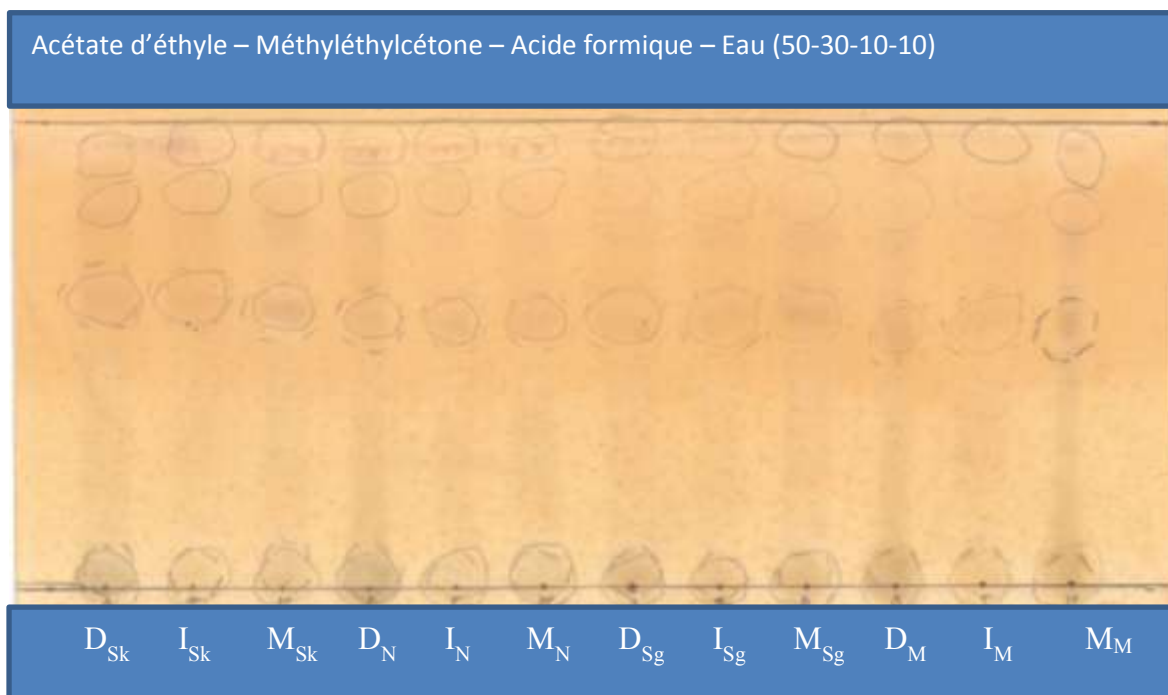 Acétate d'éthyle – Méthyléthylcétone – Acide formique – Eau (50-30-10-10)
D_Sk I_Sk M_Sk D_N I_N M_N D_Sg I_Sg M_Sg D_M I_M M_M